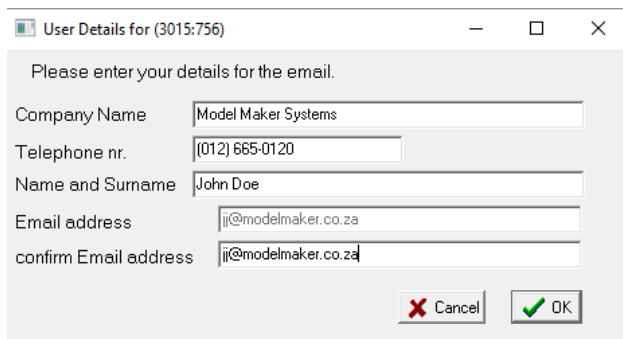 User Details for (3015:756)
Please enter your details for the email.
Company Name Model Maker Systems
Telephone nr. (012) 665-0120
Name and Surname John Doe
Email address jj@modelmaker.co.za
confirm Email address jj@modelmaker.co.za
Cancel OK